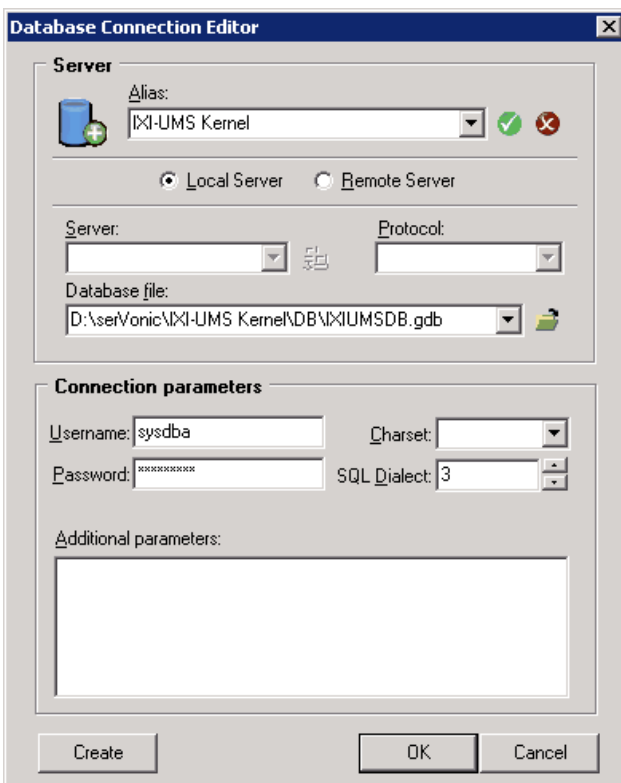 Database Connection Editor
Server
Alias:
IXI-UMS Kernel
Local Server Remote Server
Server: Protocol:
Database file:
D:\serVonic\IXI-UMS Kernel\DB\IXIUMSDB.gdb
Connection parameters
Username: sysdba Charset:
Password: ********* SQL Dialect: 3
Additional parameters:
Create OK Cancel